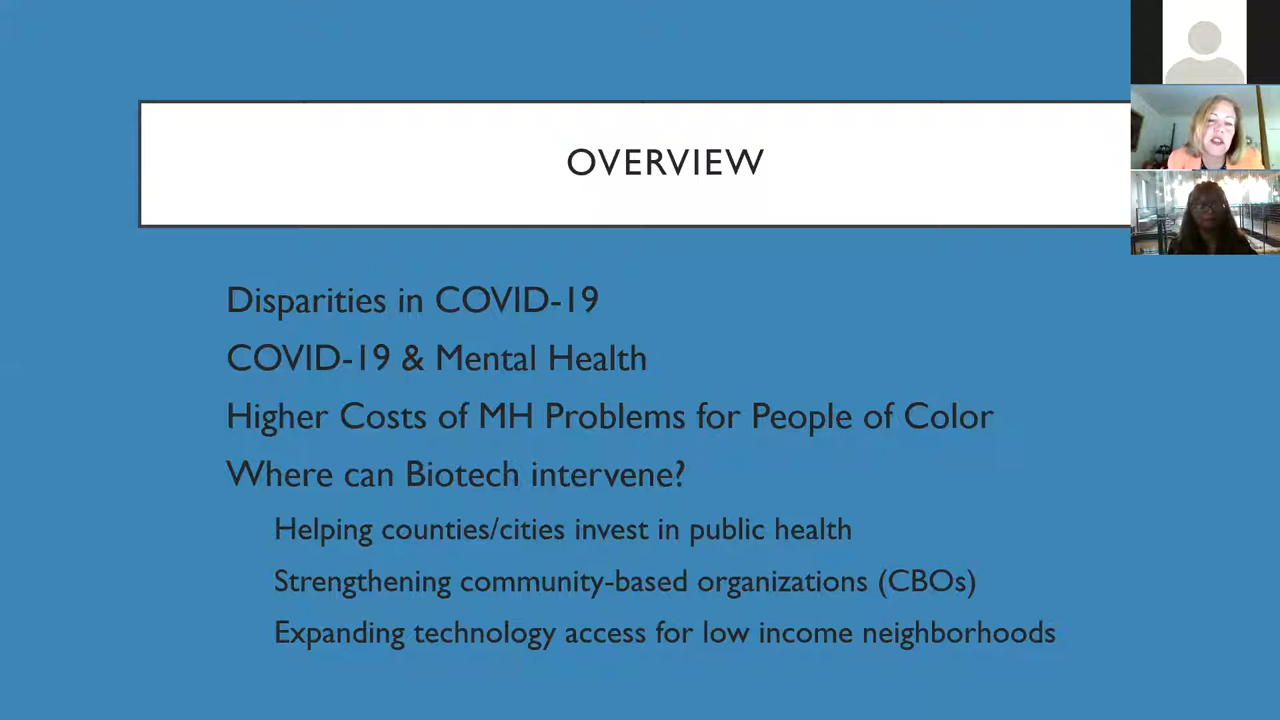 OVERVIEW
Disparities in COVID-19
COVID-19 & Mental Health
Higher Costs of MH Problems for People of Color
Where can Biotech intervene?
Helping counties/cities invest in public health
Strengthening community-based organizations (CBOs)
Expanding technology access for low income neighborhoods